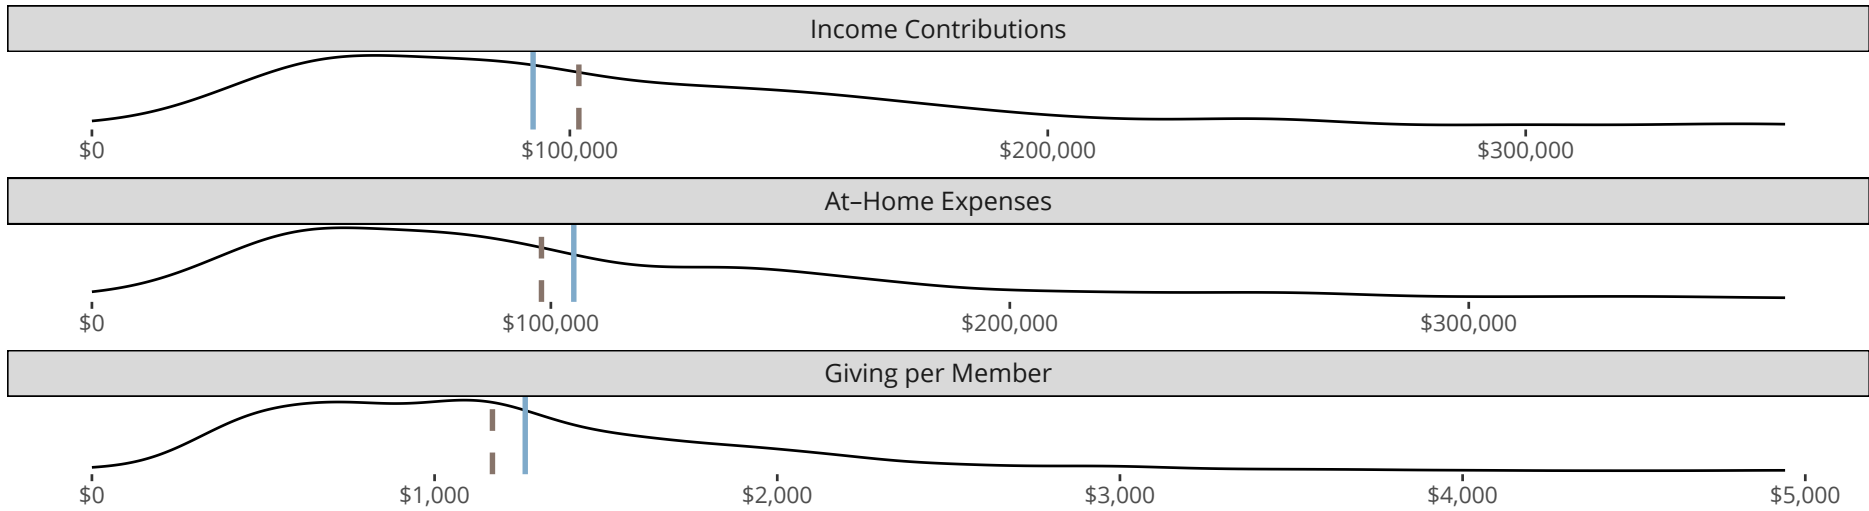 Income Contributions
$0 $100,000 $200,000 $300,000
At–Home Expenses
$0 $100,000 $200,000 $300,000
Giving per Member
$0 $1,000 $2,000 $3,000 $4,000 $5,000